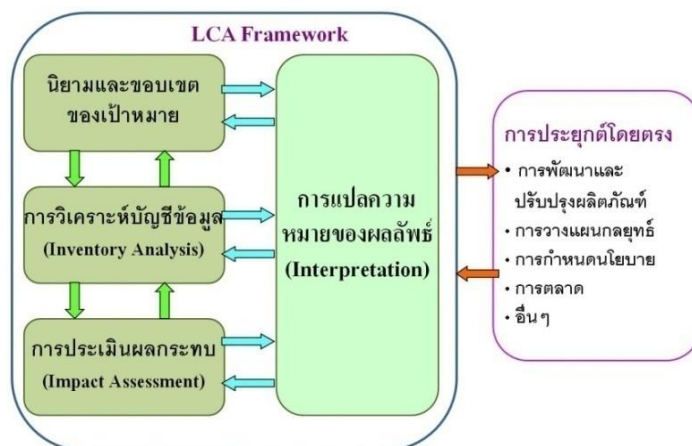 LCA Framework
นิยามและขอบเขต
ของเป้าหมาย
การวิเคราะห์บัญชีข้อมูล
(Inventory Analysis)
การประเมินผลกระทบ
(Impact Assessment)
การแปลความ
หมายของผลลัพธ์
(Interpretation)
การประยุกต์โดยตรง
• การพัฒนาและ
ปรับปรุงผลิตภัณฑ์
• การวางแผนกลยุทธ์
• การกำหนดนโยบาย
• การตลาด
• อื่นๆ